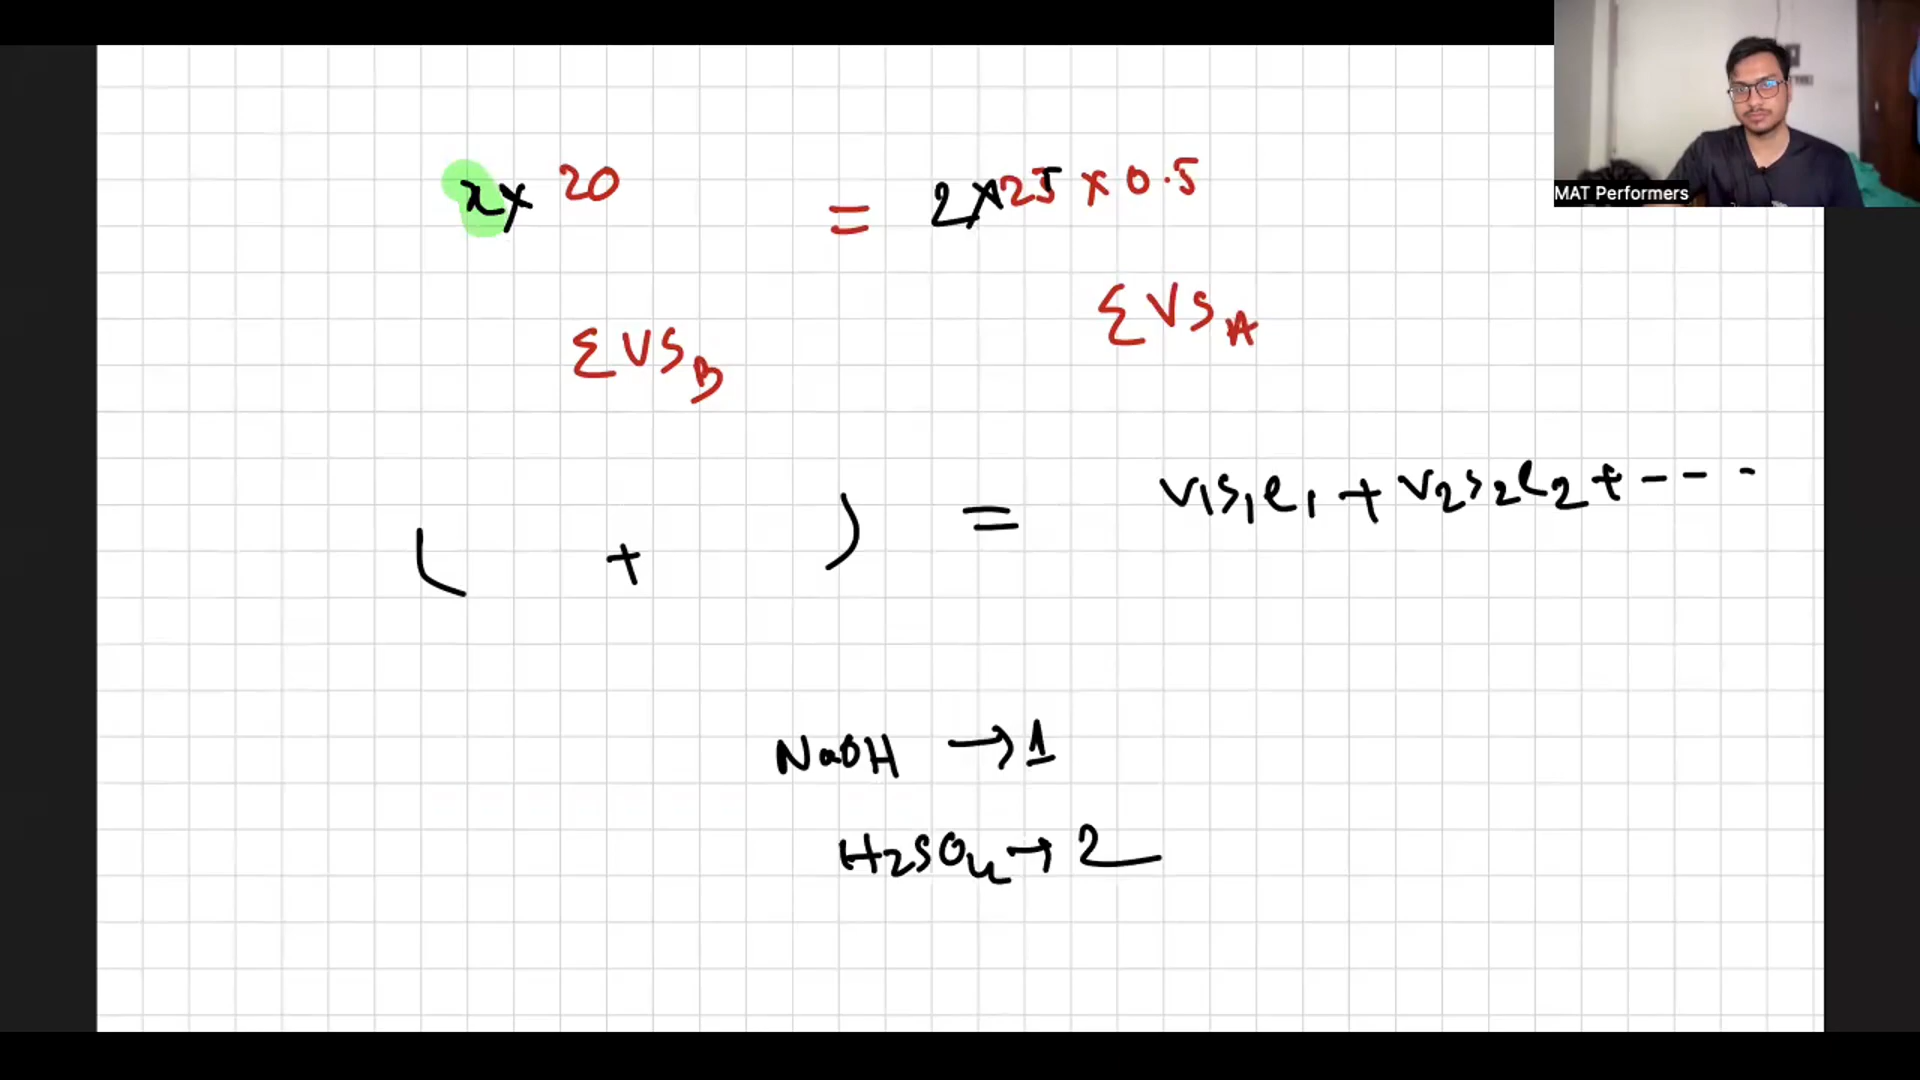 x× 20 = 2×25 × 0.5
MAT Performers
ΣVS_A
ΣVS_B
( + ) = V₁S₁e₁ + V₂S₂e₂ + - - -
NaOH → 1
H₂SO₄ → 2